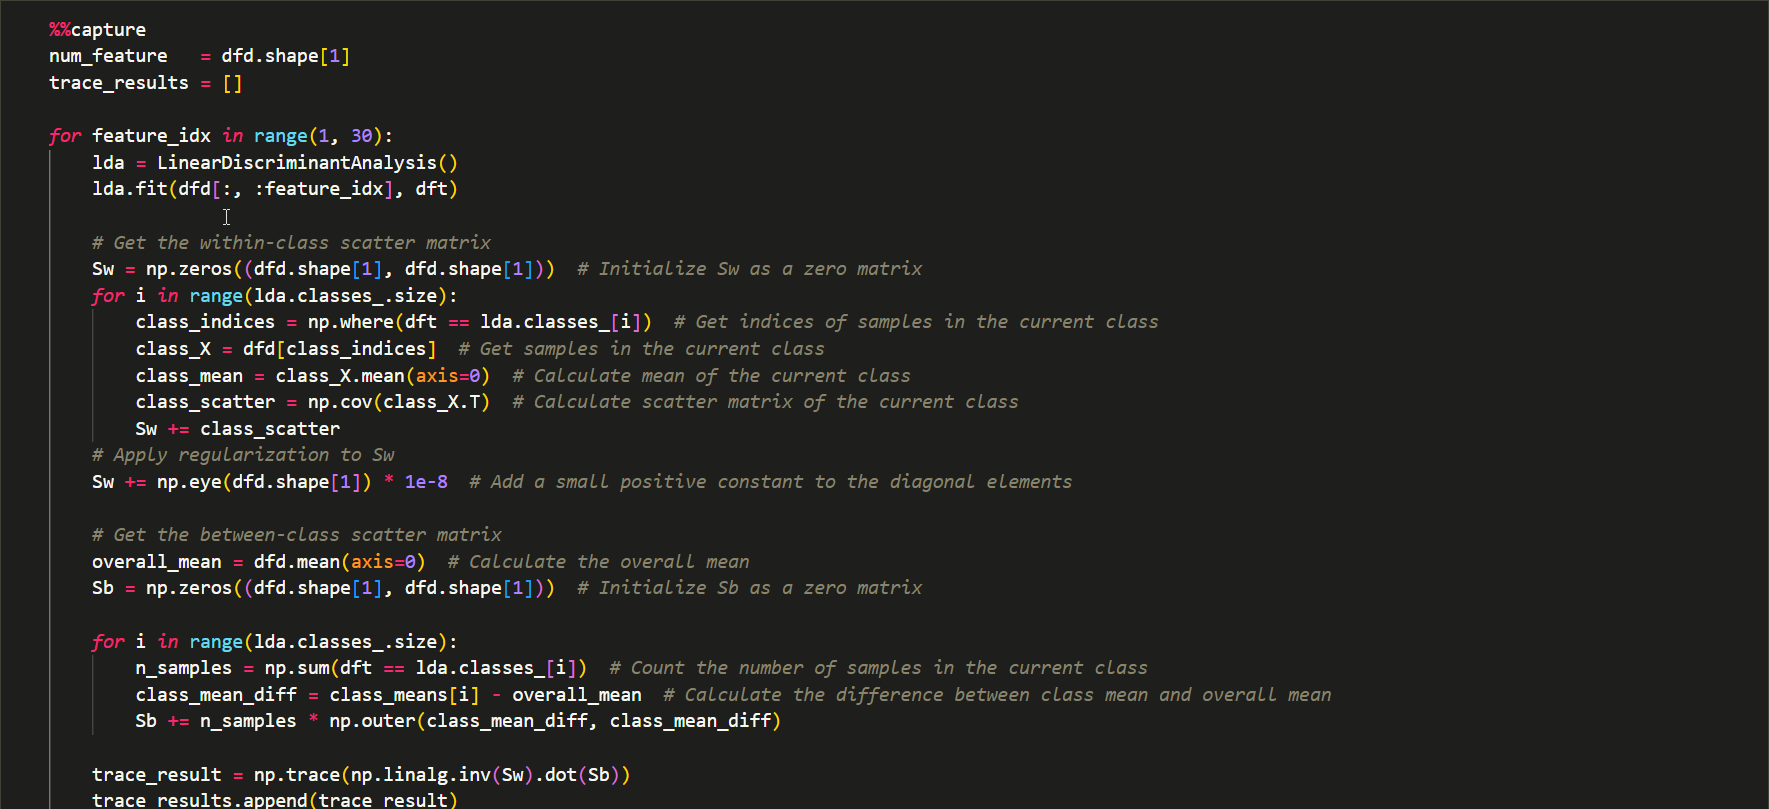 %%capture
num_feature   = dfd.shape[1]
trace_results = []

for feature_idx in range(1, 30):
    lda = LinearDiscriminantAnalysis()
    lda.fit(dfd[:, :feature_idx], dft)

    # Get the within-class scatter matrix
    Sw = np.zeros((dfd.shape[1], dfd.shape[1]))  # Initialize Sw as a zero matrix
    for i in range(lda.classes_.size):
        class_indices = np.where(dft == lda.classes_[i])  # Get indices of samples in the current class
        class_X = dfd[class_indices]  # Get samples in the current class
        class_mean = class_X.mean(axis=0)  # Calculate mean of the current class
        class_scatter = np.cov(class_X.T)  # Calculate scatter matrix of the current class
        Sw += class_scatter
    # Apply regularization to Sw
    Sw += np.eye(dfd.shape[1]) * 1e-8  # Add a small positive constant to the diagonal elements

    # Get the between-class scatter matrix
    overall_mean = dfd.mean(axis=0)  # Calculate the overall mean
    Sb = np.zeros((dfd.shape[1], dfd.shape[1]))  # Initialize Sb as a zero matrix

    for i in range(lda.classes_.size):
        n_samples = np.sum(dft == lda.classes_[i])  # Count the number of samples in the current class
        class_mean_diff = class_means[i] - overall_mean  # Calculate the difference between class mean and overall mean
        Sb += n_samples * np.outer(class_mean_diff, class_mean_diff)

    trace_result = np.trace(np.linalg.inv(Sw).dot(Sb))
    trace_results.append(trace_result)